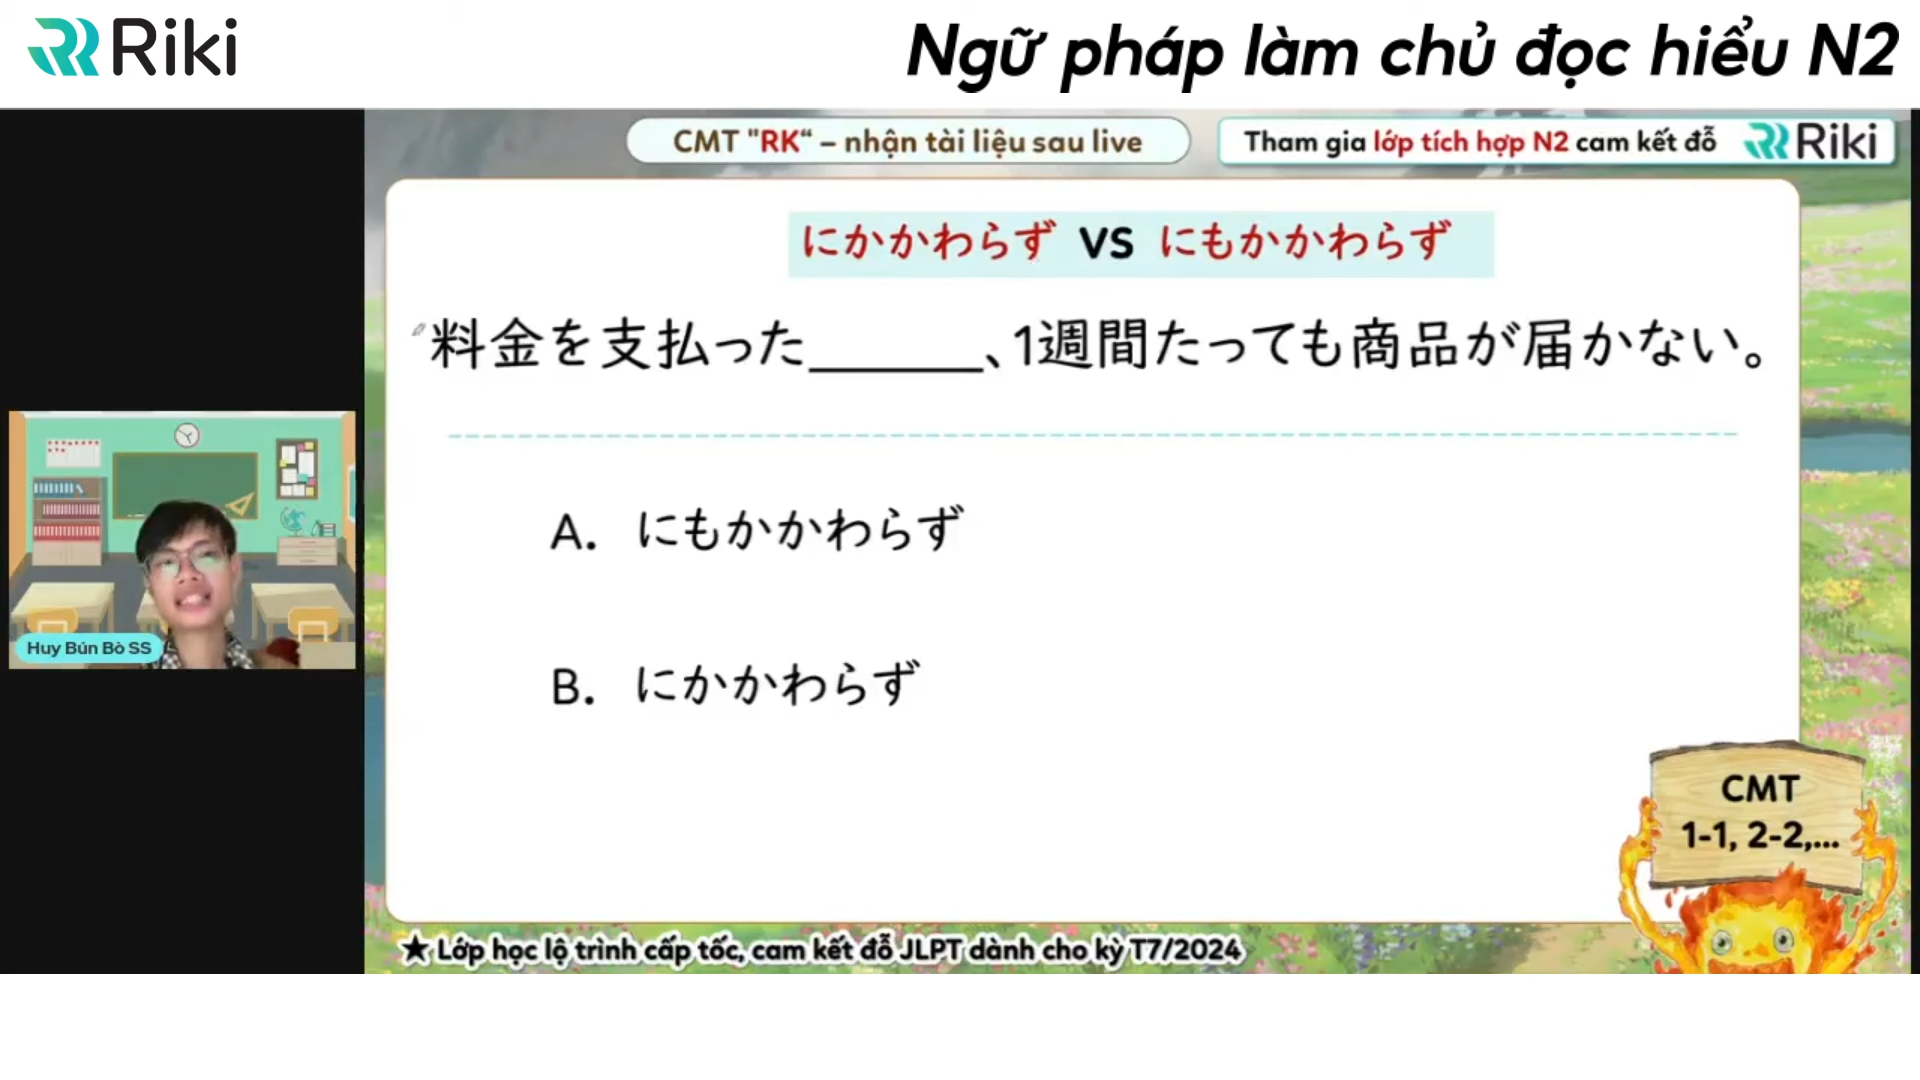 Riki
Ngữ pháp làm chủ đọc hiểu N2
CMT "RK“ – nhận tài liệu sau live
Tham gia lớp tích hợp N2 cam kết đỗ
Riki
にかかわらず VS にもかかわらず
料金を支払った______、1週間たっても商品が届かない。
A. にもかかわらず
B. にかかわらず
Huy Bún Bò SS
CMT
1-1, 2-2,...
★ Lớp học lộ trình cấp tốc, cam kết đỗ JLPT dành cho kỳ T7/2024